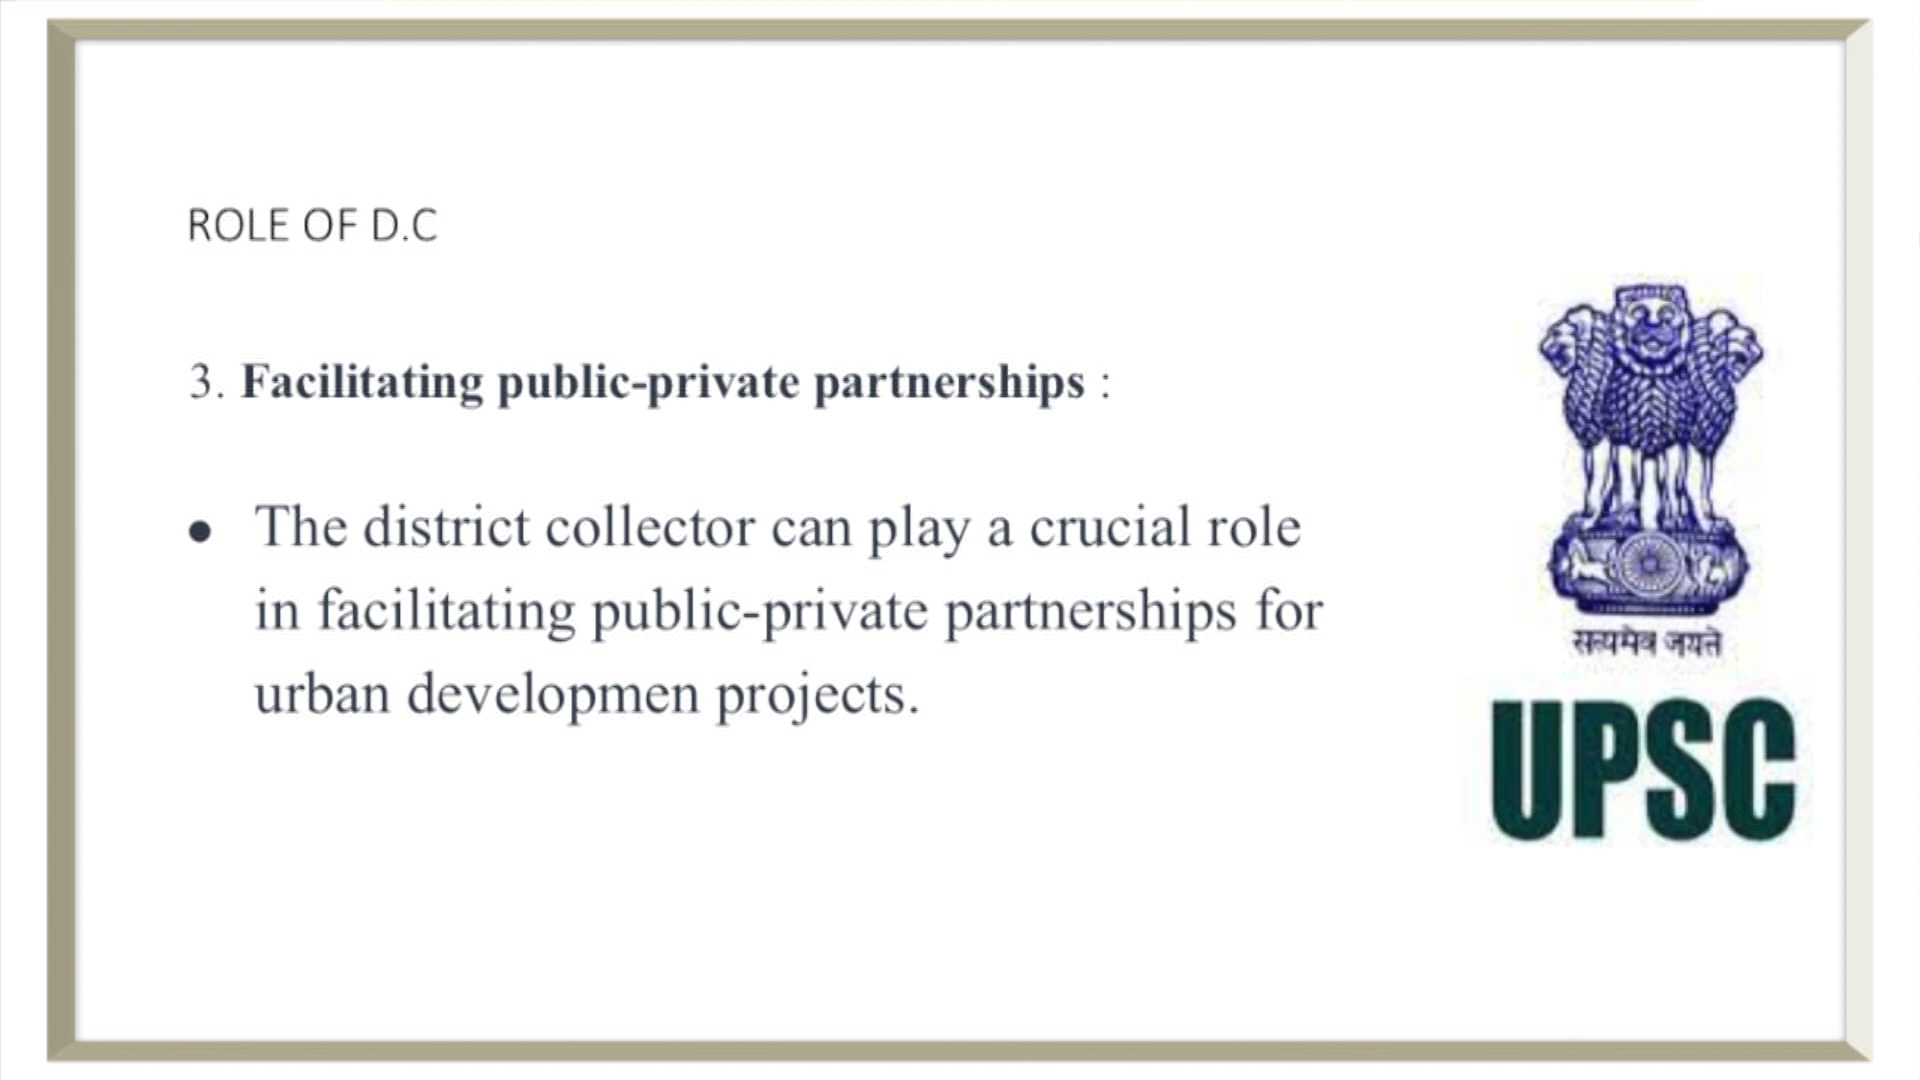 ROLE OF D.C
3. Facilitating public-private partnerships :
● The district collector can play a crucial role
in facilitating public-private partnerships for
urban developmen projects.
सत्यमेव जयते
UPSC